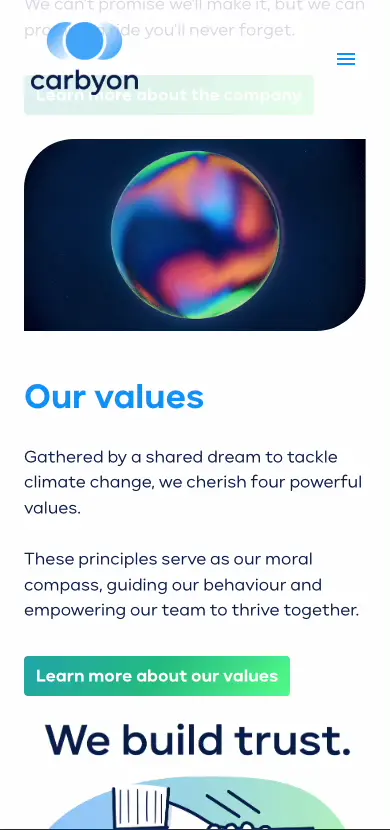 We can't promise we'll make it, but we can
you'll never forget.
carbyon
Learn more about the company
Our values
Gathered by a shared dream to tackle
climate change, we cherish four powerful
values.
These principles serve as our moral
compass, guiding our behaviour and
empowering our team to thrive together.
Learn more about our values
We build trust.